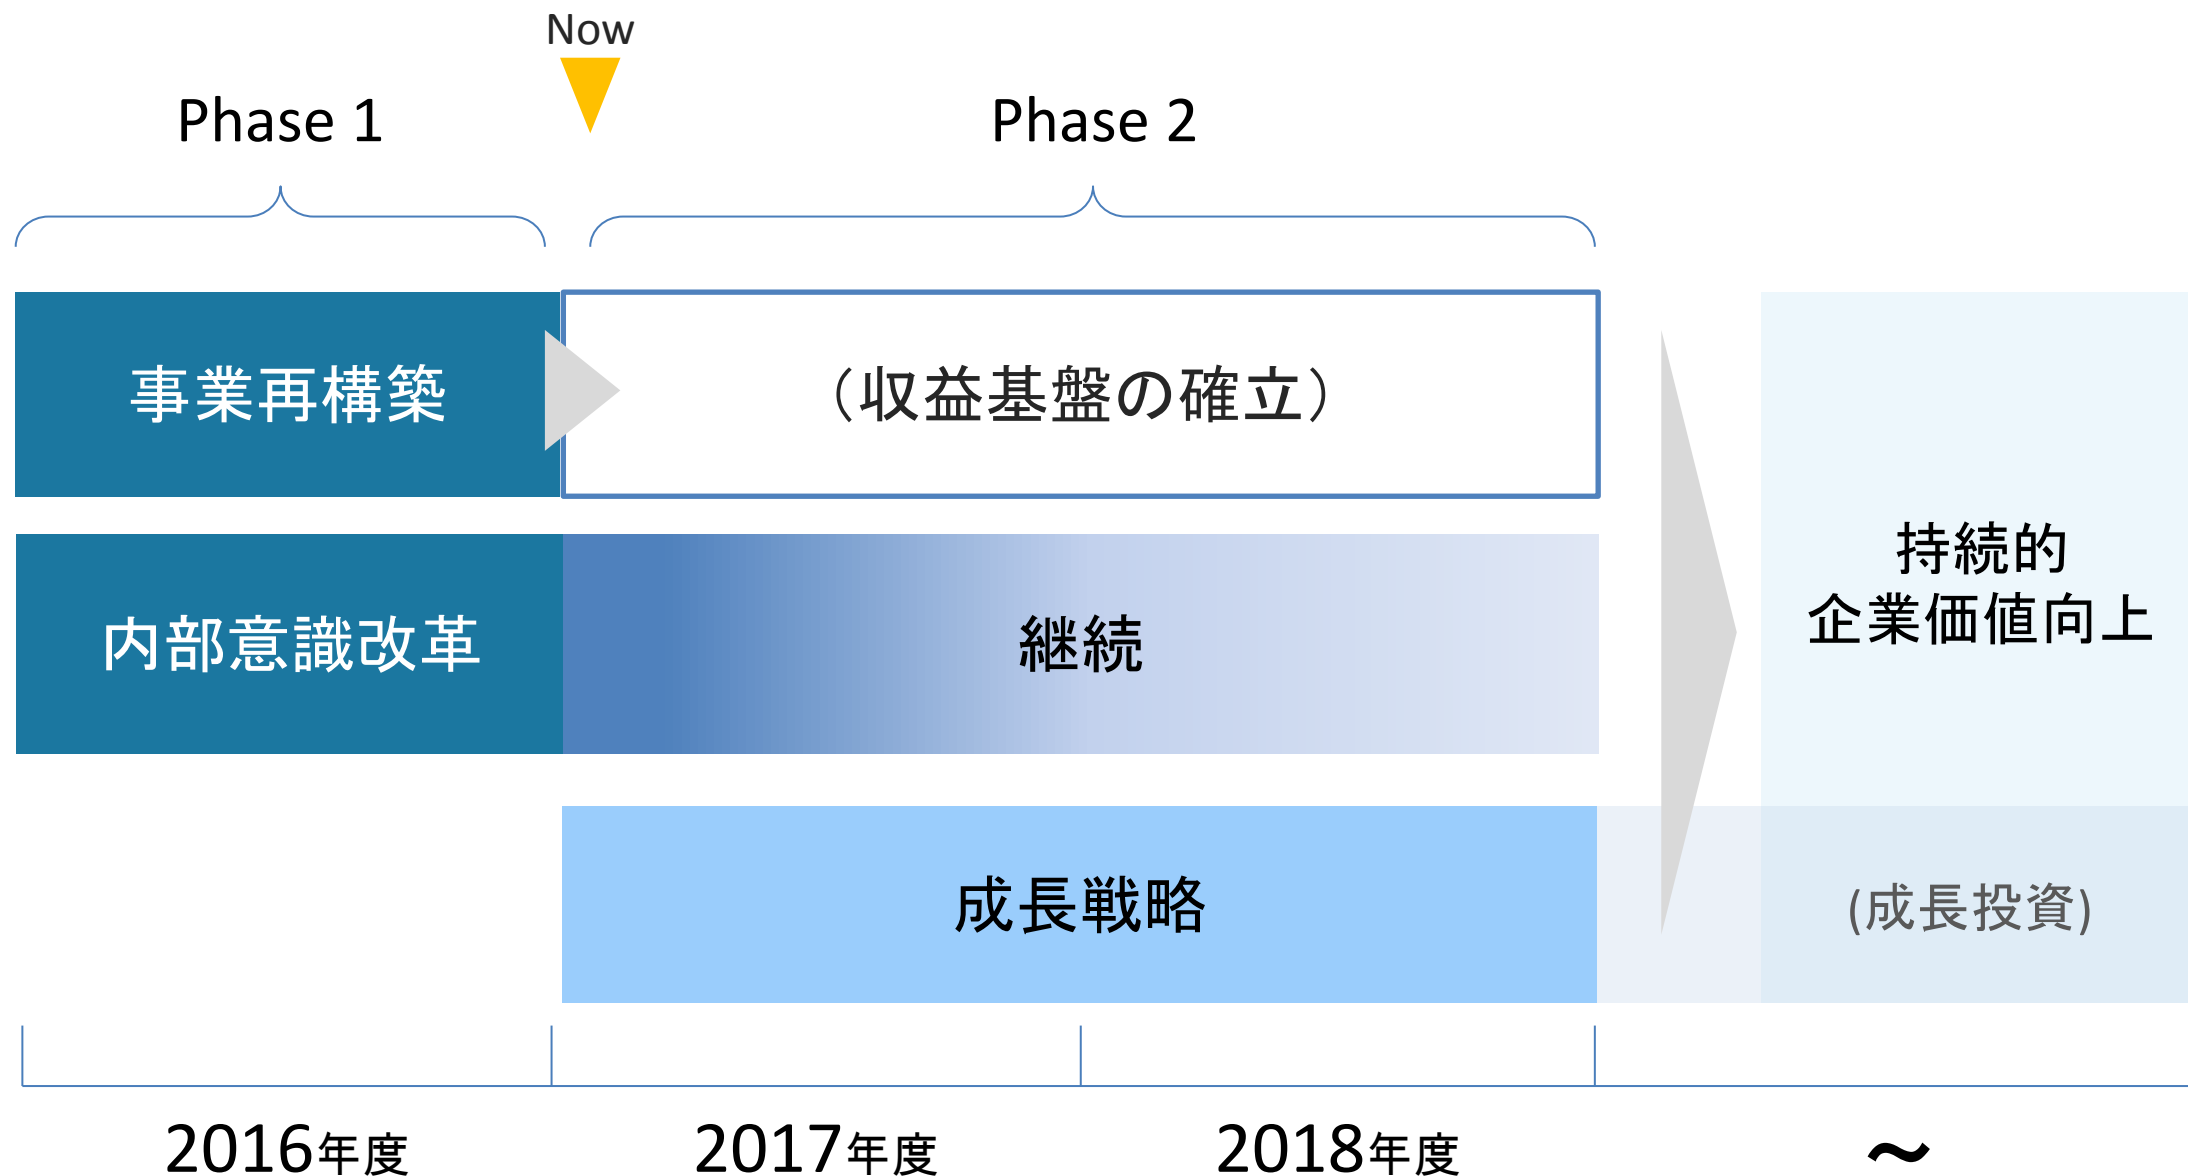 Now
Phase 1
Phase 2
事業再構築
（収益基盤の確立）
内部意識改革
継続
持続的
企業価値向上
成長戦略
(成長投資)
2016年度
2017年度
2018年度
～